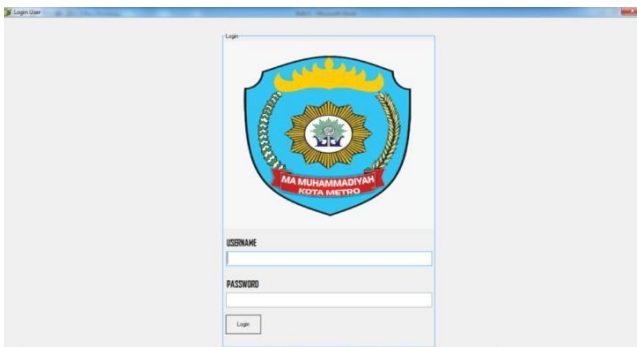 Login User
Login
MA MUHAMMADIYAH
KOTA METRO
USERNAME
PASSWORD
Login